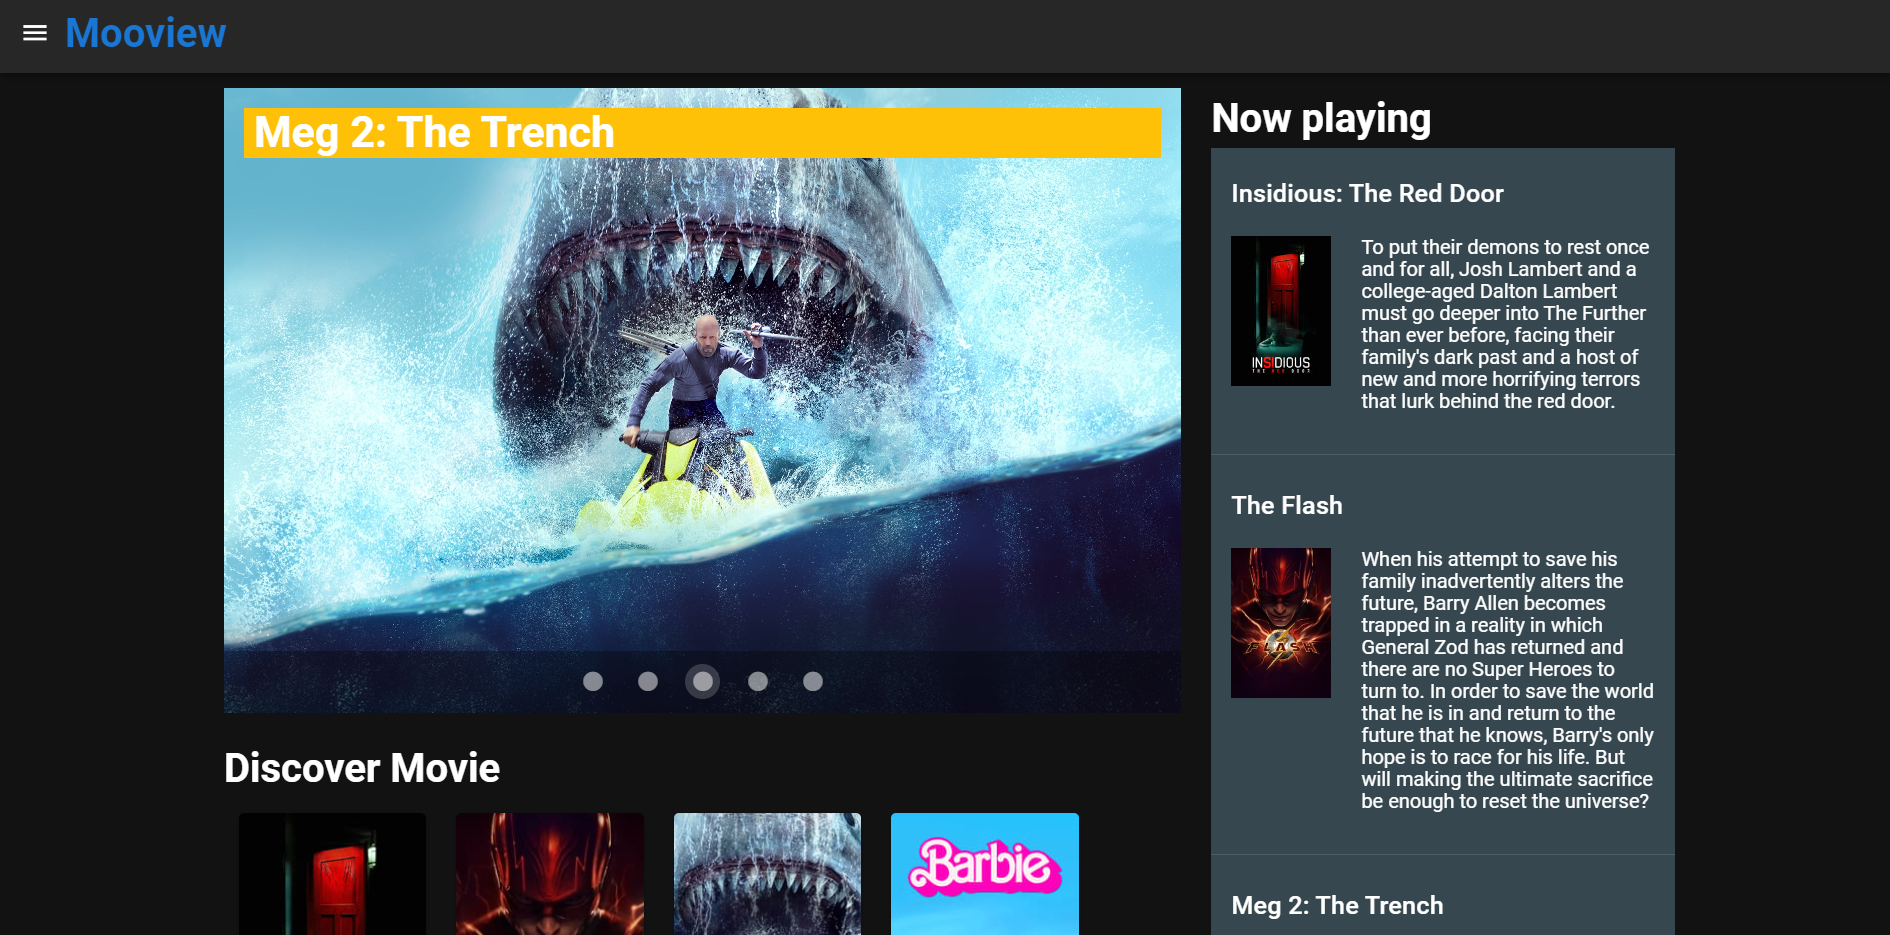 Mooview
Meg 2: The Trench
Now playing
Insidious: The Red Door
INSIDIOUS
THE RED DOOR
To put their demons to rest once
and for all, Josh Lambert and a
college-aged Dalton Lambert
must go deeper into The Further
than ever before, facing their
family's dark past and a host of
new and more horrifying terrors
that lurk behind the red door.
The Flash
FLASH
When his attempt to save his
family inadvertently alters the
future, Barry Allen becomes
trapped in a reality in which
General Zod has returned and
there are no Super Heroes to
turn to. In order to save the world
that he is in and return to the
future that he knows, Barry's only
hope is to race for his life. But
will making the ultimate sacrifice
be enough to reset the universe?
Meg 2: The Trench
Discover Movie
Barbie